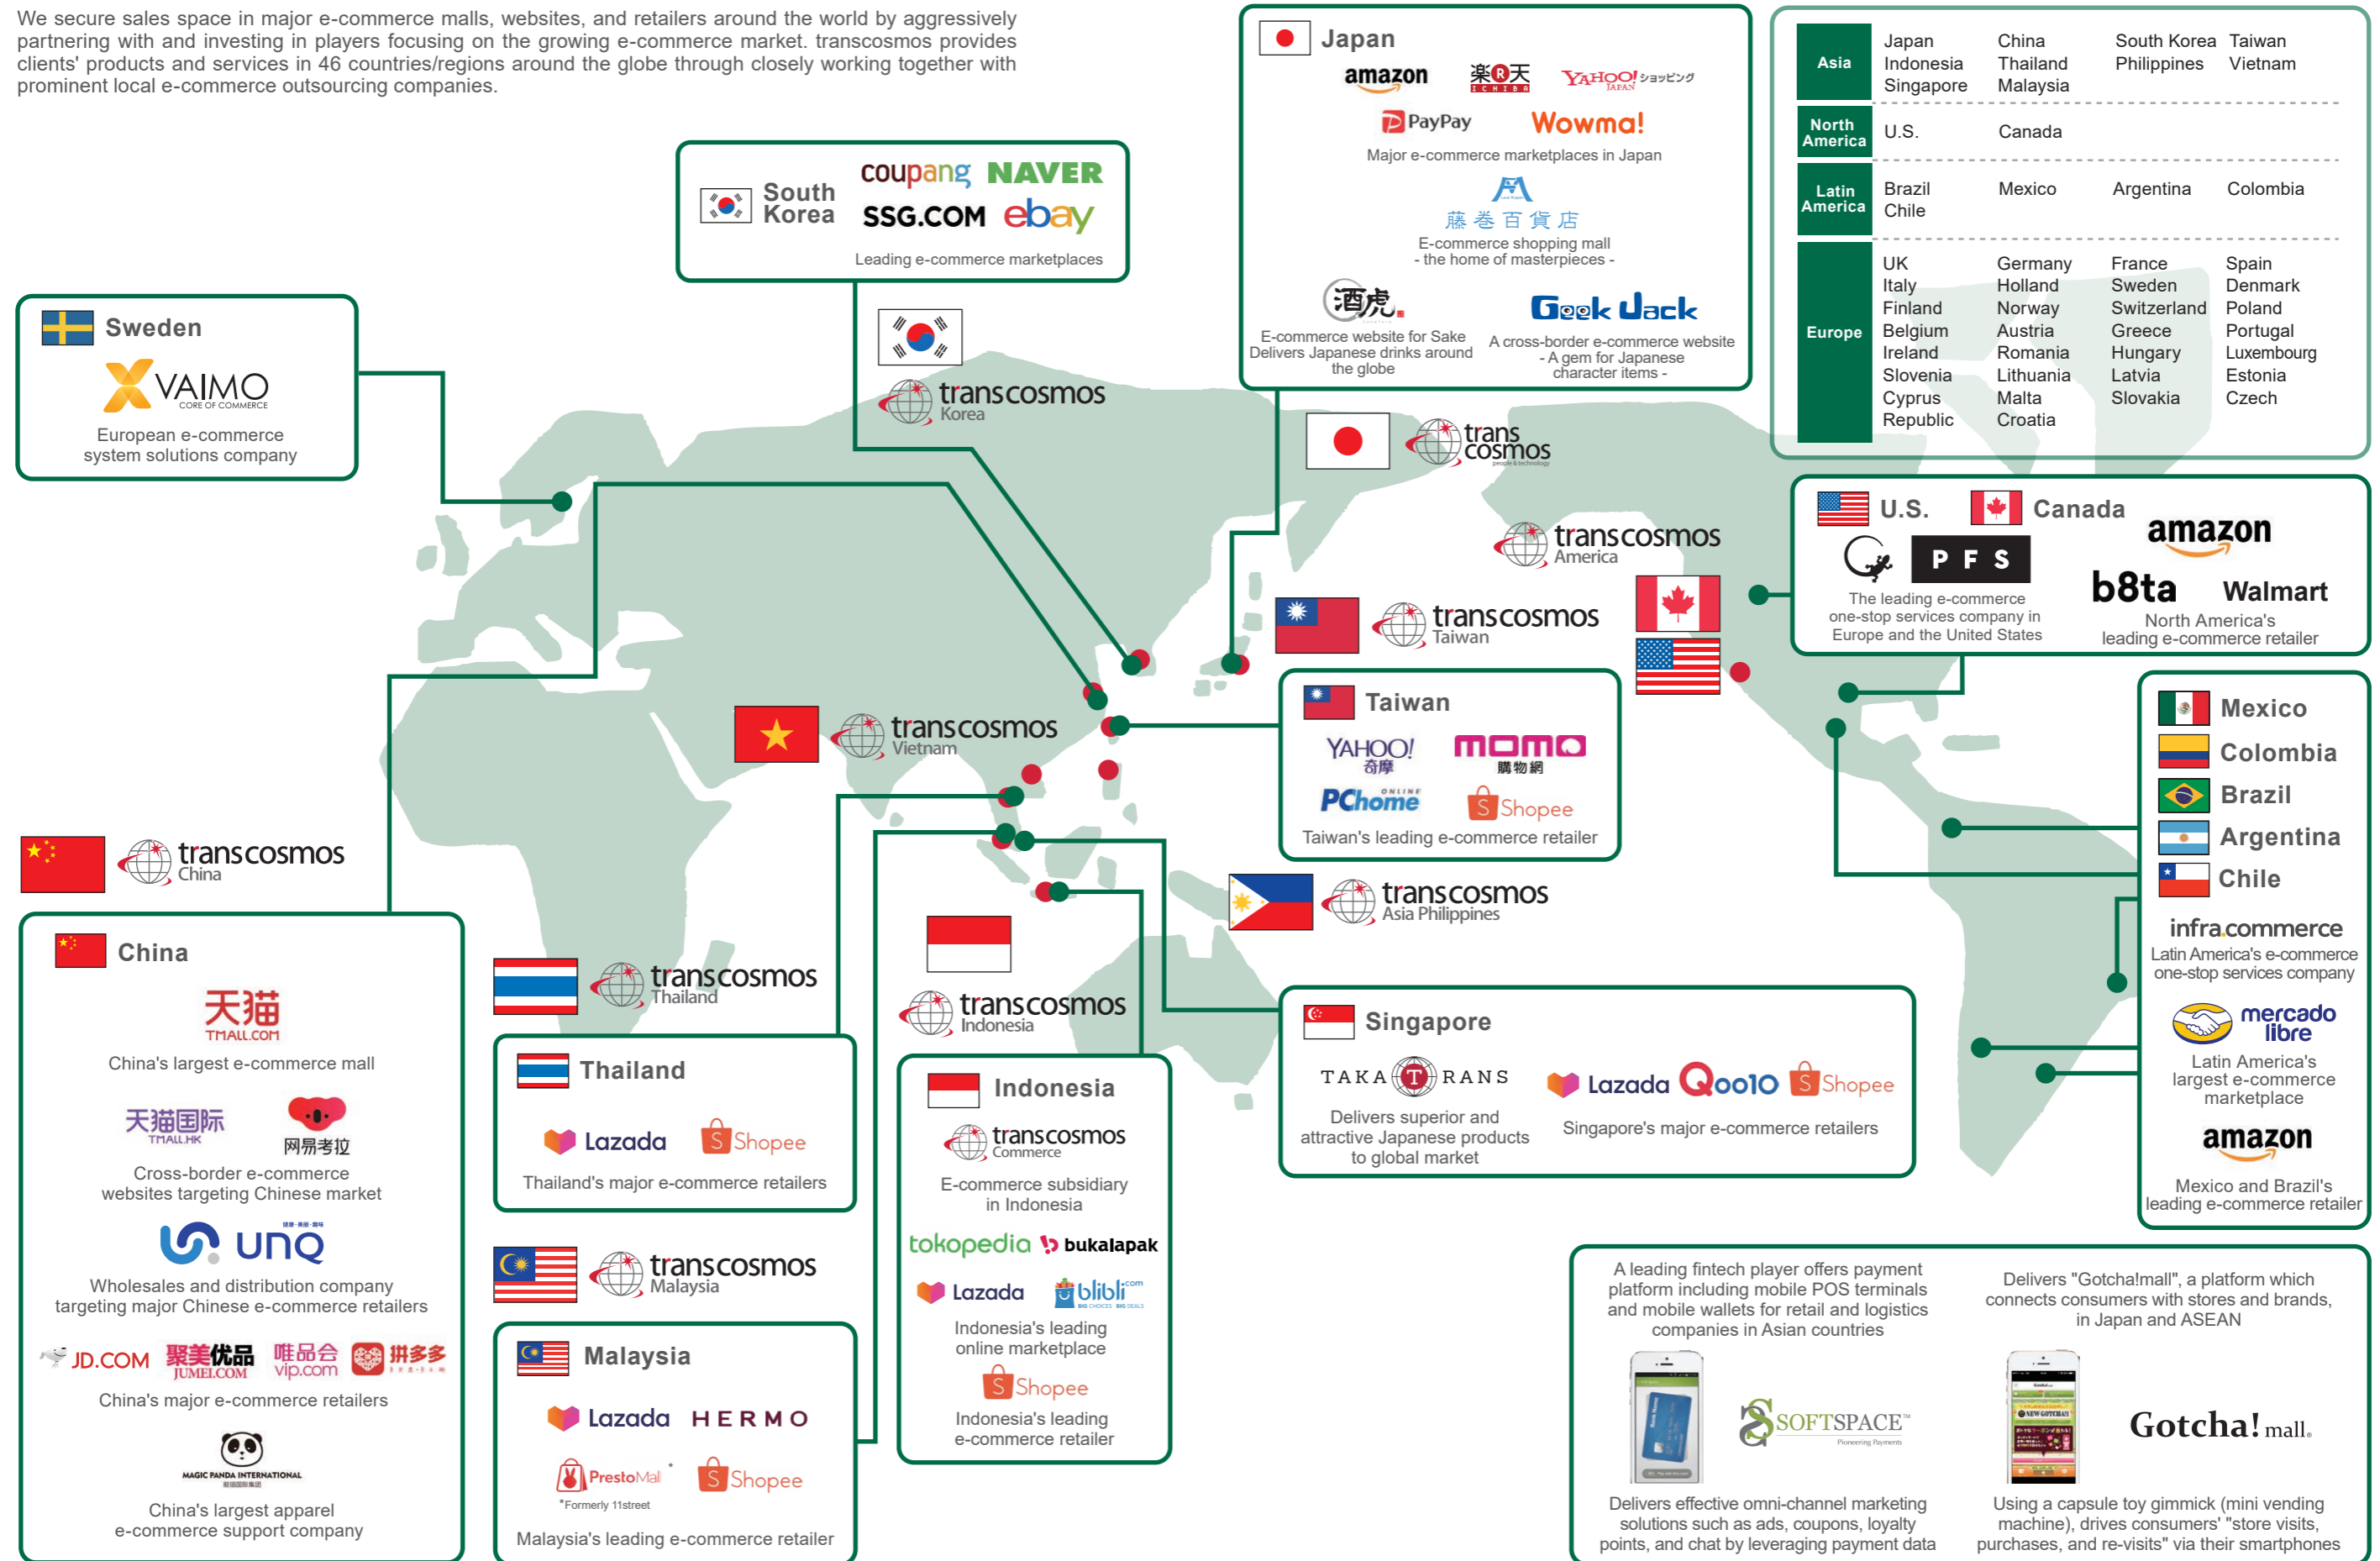 We secure sales space in major e-commerce malls, websites, and retailers around the world by aggressively
partnering with and investing in players focusing on the growing e-commerce market. transcosmos provides
clients' products and services in 46 countries/regions around the globe through closely working together with
prominent local e-commerce outsourcing companies.
Japan
amazon 楽R天 ICHIBA YAHOO! JAPAN ショッピング
PayPay Wowma!
Major e-commerce marketplaces in Japan
藤巻百貨店
E-commerce shopping mall
- the home of masterpieces -
酒虎
E-commerce website for Sake
Delivers Japanese drinks around
the globe
Geek Jack
A cross-border e-commerce website
- A gem for Japanese
character items -
Asia
Japan China South Korea Taiwan
Indonesia Thailand Philippines Vietnam
Singapore Malaysia
North
America
U.S. Canada
Latin
America
Brazil Mexico Argentina Colombia
Chile
Europe
UK Germany France Spain
Italy Holland Sweden Denmark
Finland Norway Switzerland Poland
Belgium Austria Greece Portugal
Ireland Romania Hungary Luxembourg
Slovenia Lithuania Latvia Estonia
Cyprus Malta Slovakia Czech
Republic Croatia
South
Korea
coupang NAVER
SSG.COM ebay
Leading e-commerce marketplaces
Sweden
VAIMO
CORE OF COMMERCE
European e-commerce
system solutions company
transcosmos
Korea
trans
cosmos
people & technology
transcosmos
America
transcosmos
Taiwan
U.S. Canada
PFS
The leading e-commerce
one-stop services company in
Europe and the United States
amazon
b8ta Walmart
North America's
leading e-commerce retailer
Taiwan
YAHOO!
奇摩
momo
購物網
PChome
ONLINE
Shopee
Taiwan's leading e-commerce retailer
transcosmos
Vietnam
Mexico
Colombia
Brazil
Argentina
Chile
infra.commerce
Latin America's e-commerce
one-stop services company
mercado
libre
Latin America's
largest e-commerce
marketplace
amazon
Mexico and Brazil's
leading e-commerce retailer
transcosmos
China
transcosmos
Asia Philippines
China
天猫
TMALL.COM
China's largest e-commerce mall
天猫国际
TMALL.HK
网易考拉
Cross-border e-commerce
websites targeting Chinese market
健康·美丽·趣味
unQ
Wholesales and distribution company
targeting major Chinese e-commerce retailers
JD.COM
聚美优品
JUMEI.COM
唯品会
vip.com
拼多多
China's major e-commerce retailers
MAGIC PANDA INTERNATIONAL
China's largest apparel
e-commerce support company
transcosmos
Thailand
Thailand
Lazada Shopee
Thailand's major e-commerce retailers
transcosmos
Malaysia
Malaysia
Lazada HERMO
PrestoMall * Shopee
*Formerly 11street
Malaysia's leading e-commerce retailer
transcosmos
Indonesia
Indonesia
transcosmos
Commerce
E-commerce subsidiary
in Indonesia
tokopedia bukalapak
Lazada blibli.com
BIG CHOICES BIG DEALS
Indonesia's leading
online marketplace
Shopee
Indonesia's leading
e-commerce retailer
Singapore
TAKA T RANS
Delivers superior and
attractive Japanese products
to global market
Lazada Qoo10 Shopee
Singapore's major e-commerce retailers
A leading fintech player offers payment
platform including mobile POS terminals
and mobile wallets for retail and logistics
companies in Asian countries
SOFTSPACE™
Pioneering Payments
Delivers effective omni-channel marketing
solutions such as ads, coupons, loyalty
points, and chat by leveraging payment data
Delivers "Gotcha!mall", a platform which
connects consumers with stores and brands,
in Japan and ASEAN
NEW GOTCHA!!
Gotcha!mall®
Using a capsule toy gimmick (mini vending
machine), drives consumers' "store visits,
purchases, and re-visits" via their smartphones